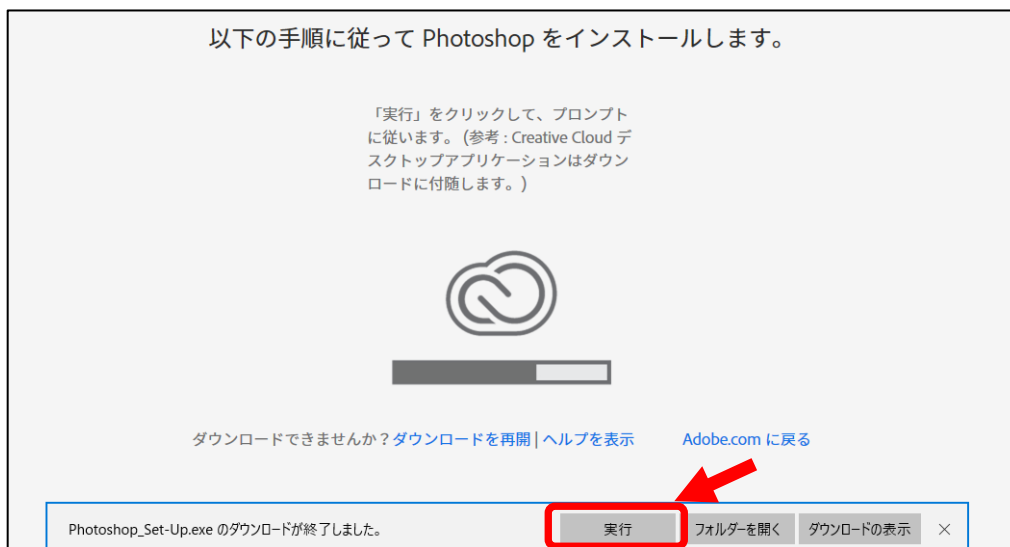 以下の手順に従って Photoshop をインストールします。
「実行」をクリックして、プロンプト
に従います。 (参考 : Creative Cloud デ
スクトップアプリケーションはダウン
ロードに付随します。)
ダウンロードできませんか？ダウンロードを再開 | ヘルプを表示 Adobe.com に戻る
Photoshop_Set-Up.exe のダウンロードが終了しました。 実行 フォルダーを開く ダウンロードの表示